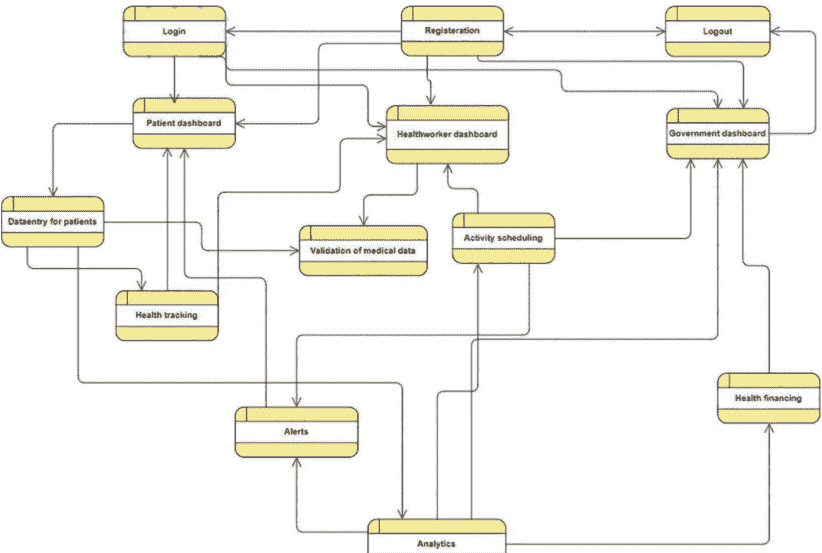 Login
Registeration
Logout
Patient dashboard
Healthworker dashboard
Government dashboard
Dataentry for patients
Validation of medical data
Activity scheduling
Health tracking
Health financing
Alerts
Analytics